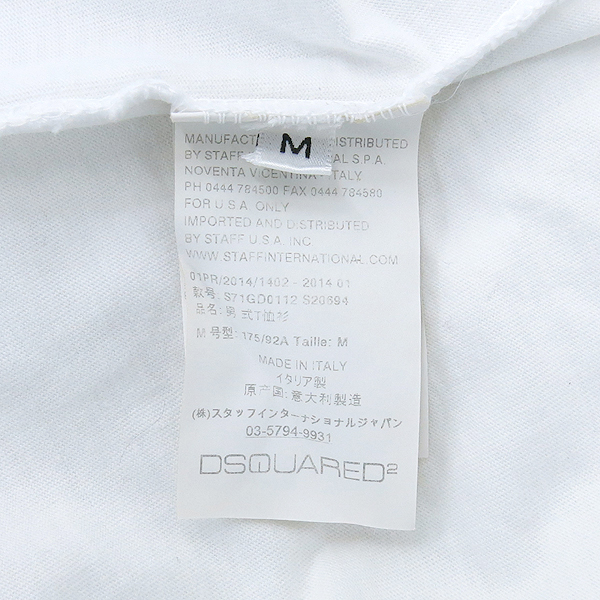 M
MANUFACT ISTRIBUTED
BY STAFF AL S.P.A.
NOVENTA VICENTINA - ITALY
PH 0444 784500 FAX 0444 784580
FOR U.S.A. ONLY
IMPORTED AND DISTRIBUTED
BY STAFF U.S.A. INC
WWW.STAFFINTERNATIONAL.COM
01PR/2014/1402 - 2014 01
款号: S71GD0112 S20694
品名: 男 式T恤衫
M 号型: 175/92A Taille: M
MADE IN ITALY
イタリア製
原产国:意大利製造
(株)スタッフインターナショナルジャパン
03-5794-9931
DSQUARED2